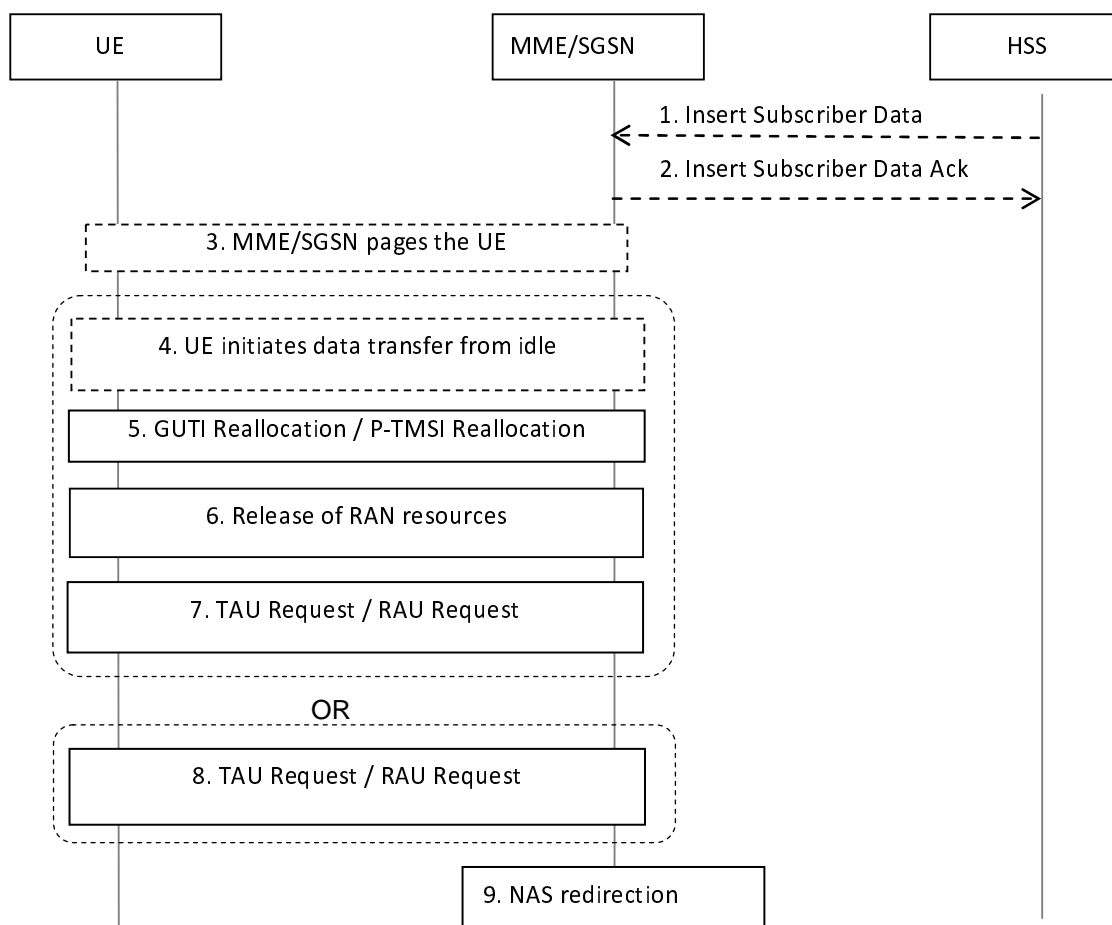 UE
MME/SGSN
HSS
1. Insert Subscriber Data
2. Insert Subscriber Data Ack
3. MME/SGSN pages the UE
4. UE initiates data transfer from idle
5. GUTI Reallocation / P-TMSI Reallocation
6. Release of RAN resources
7. TAU Request / RAU Request
OR
8. TAU Request / RAU Request
9. NAS redirection